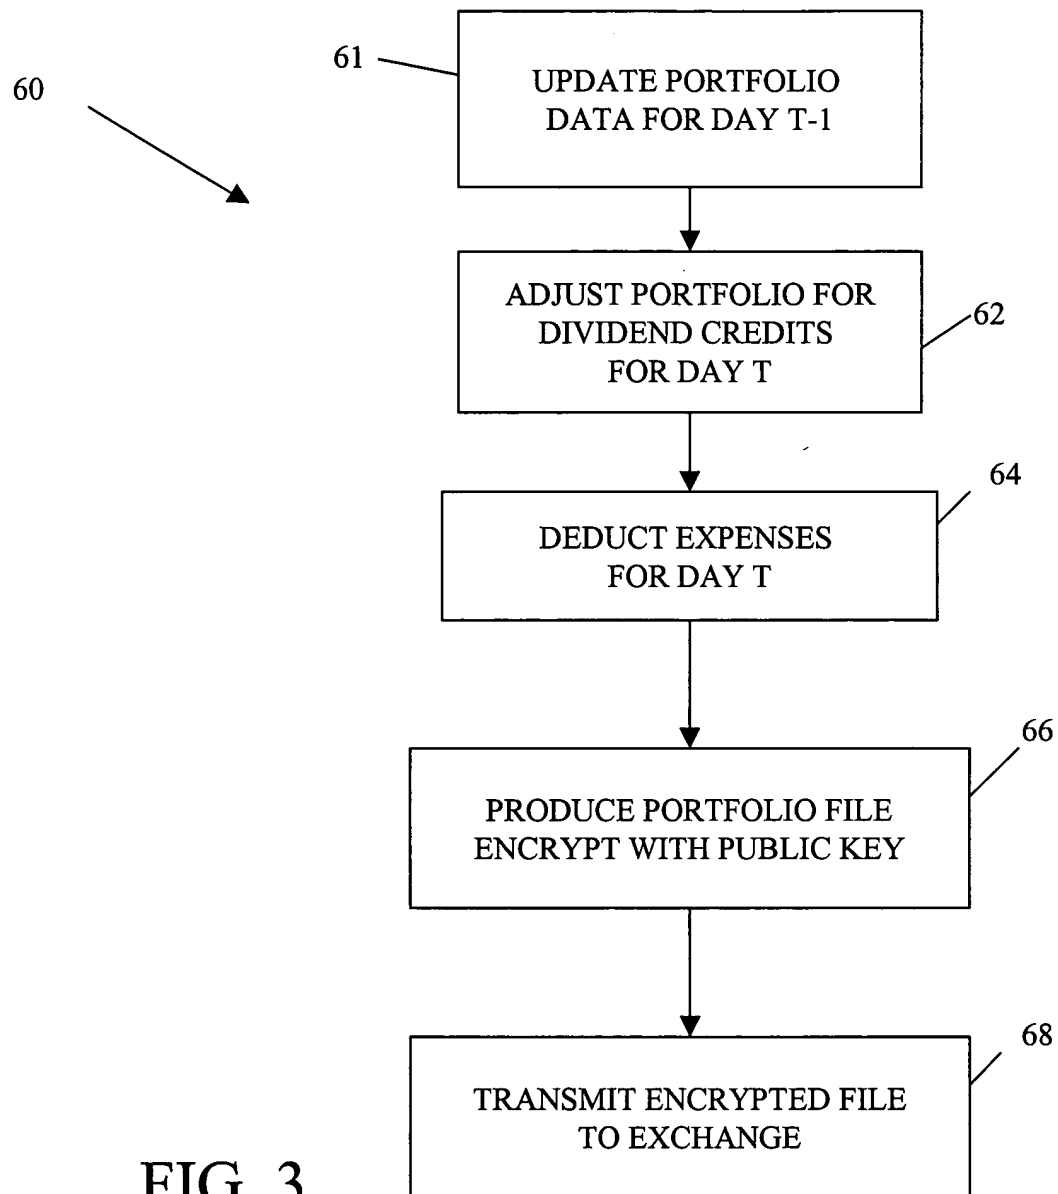 61
UPDATE PORTFOLIO
DATA FOR DAY T-1
60
ADJUST PORTFOLIO FOR
DIVIDEND CREDITS
FOR DAY T
62
64
DEDUCT EXPENSES
FOR DAY T
66
PRODUCE PORTFOLIO FILE
ENCRYPT WITH PUBLIC KEY
68
TRANSMIT ENCRYPTED FILE
TO EXCHANGE
FIG. 3